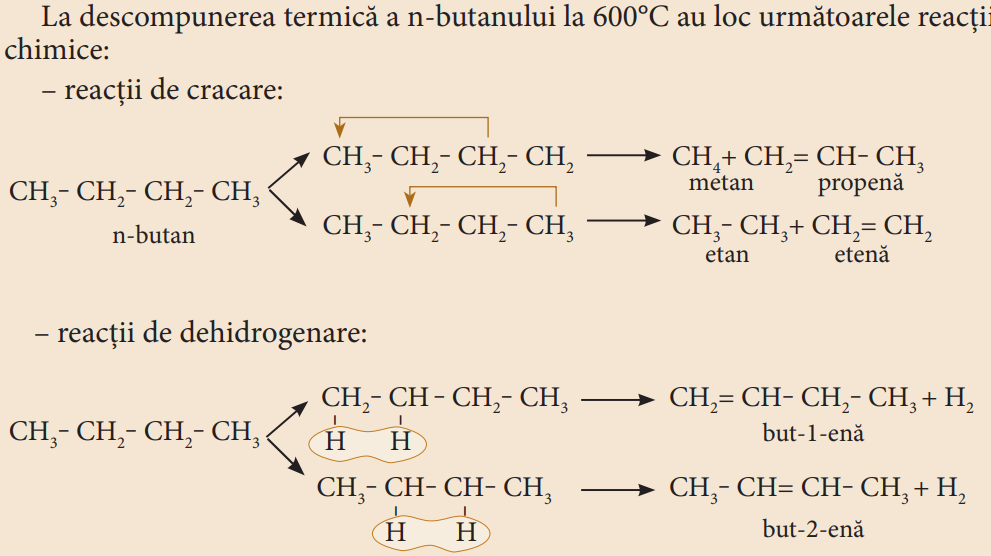 La descompunerea termică a n-butanului la 600°C au loc următoarele reacții
chimice:
– reacții de cracare:
CH₃– CH₂– CH₂– CH₂ → CH₄+ CH₂= CH– CH₃
metan propenă
CH₃– CH₂– CH₂– CH₃
n-butan
CH₃– CH₂– CH₂– CH₃ → CH₃– CH₃+ CH₂= CH₂
etan etenă
– reacții de dehidrogenare:
CH₂– CH – CH₂– CH₃ → CH₂= CH– CH₂– CH₃ + H₂
H H
but-1-enă
CH₃– CH₂– CH₂– CH₃
CH₃– CH– CH– CH₃ → CH₃– CH= CH– CH₃ + H₂
H H
but-2-enă